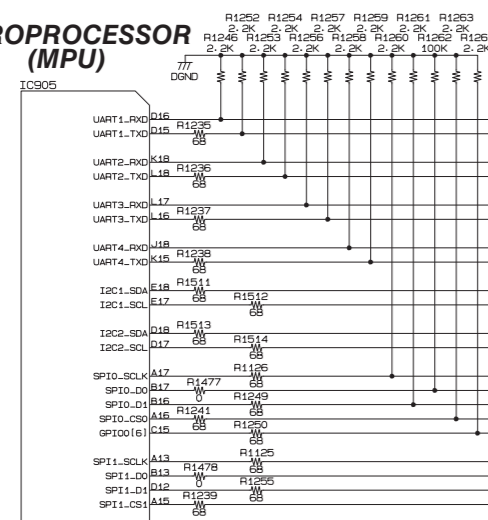 R1252 R1254 R1257 R1259 R1261 R1263
2.2K 2.2K 2.2K 2.2K 2.2K 2.2K
ROPROCESSOR
R1246 R1253 R1256 R1258 R1260 R1262 R126
2.2K 2.2K 2.2K 2.2K 2.2K 100K 2.2K
(MPU)
DGND
IC905
UART1_RXD D16
UART1_TXD D15 R1235
68
UART2_RXD K18
UART2_TXD L18 R1236
68
UART3_RXD L17
UART3_TXD L16 R1237
68
UART4_RXD J18
UART4_TXD K15 R1238
68
I2C1_SDA E18 R1511
68
I2C1_SCL E17 R1512
68
I2C2_SDA D18 R1513
68
I2C2_SCL D17 R1514
68
SPI0_SCLK A17 R1126
68
SPI0_D0 B17 R1477
0
SPI0_D1 B16 R1249
68
SPI0_CS0 A16 R1241
68
GPIO0[6] C15 R1250
68
SPI1_SCLK A13 R1125
68
SPI1_D0 B13 R1478
0
SPI1_D1 D12 R1255
68
SPI1_CS1 A15 R1239
68